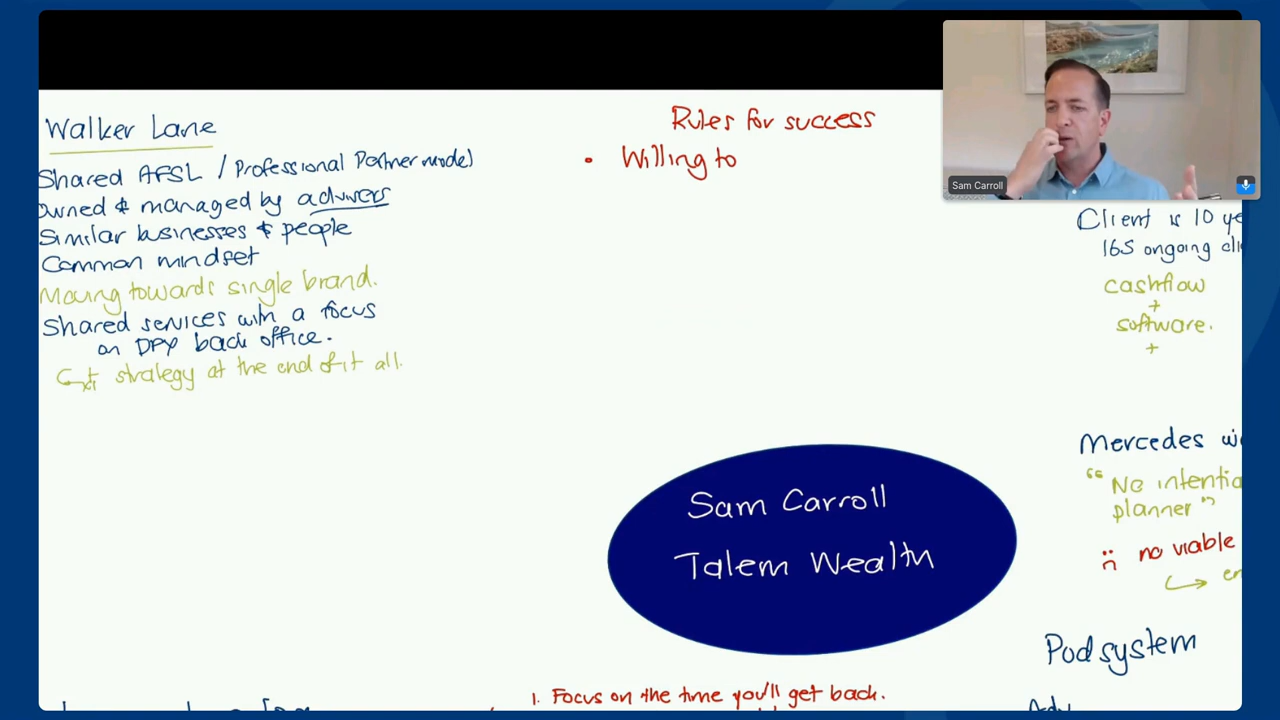 Walker Lane
Shared AFSL / Professional Partner model
Owned & managed by advisers
Similar businesses & people
Common mindset
Moving towards single brand.
Shared services with a focus
on DPX back office.
strategy at the end of it all.
Rules for success
• Willing to
Sam Carroll
Client is 10 ye
165 ongoing cli
cashflow
+
software.
+
Mercedes
"No intentio
planner"
no viable
Sam Carroll
Talem Wealth
Pod system
1. Focus on the time you'll get back.